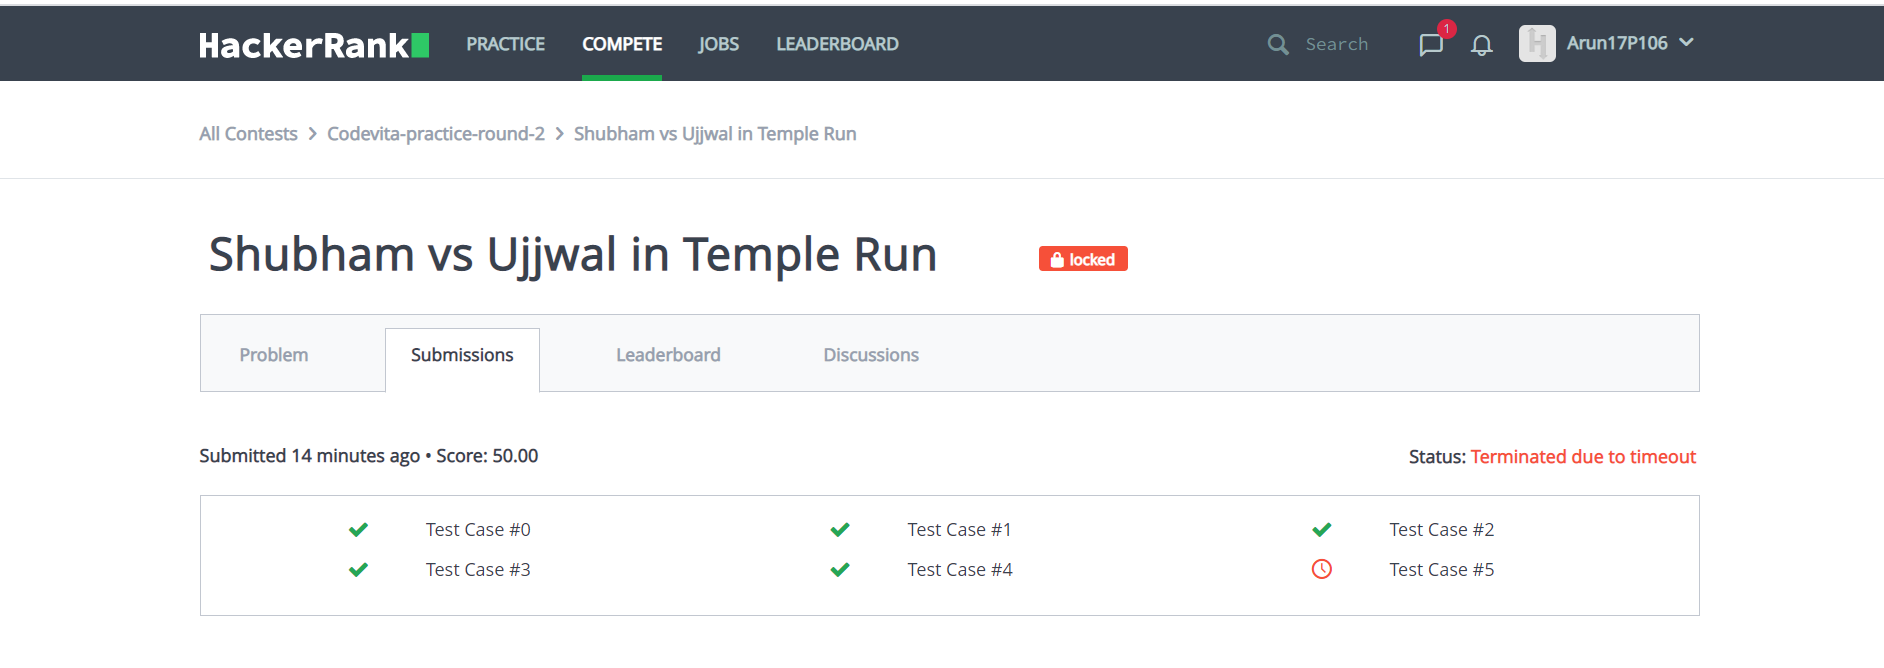 HackerRank PRACTICE COMPETE JOBS LEADERBOARD Search 1 Arun17P106
All Contests > Codevita-practice-round-2 > Shubham vs Ujjwal in Temple Run
Shubham vs Ujjwal in Temple Run locked
Problem Submissions Leaderboard Discussions
Submitted 14 minutes ago • Score: 50.00 Status: Terminated due to timeout
Test Case #0 Test Case #1 Test Case #2
Test Case #3 Test Case #4 Test Case #5